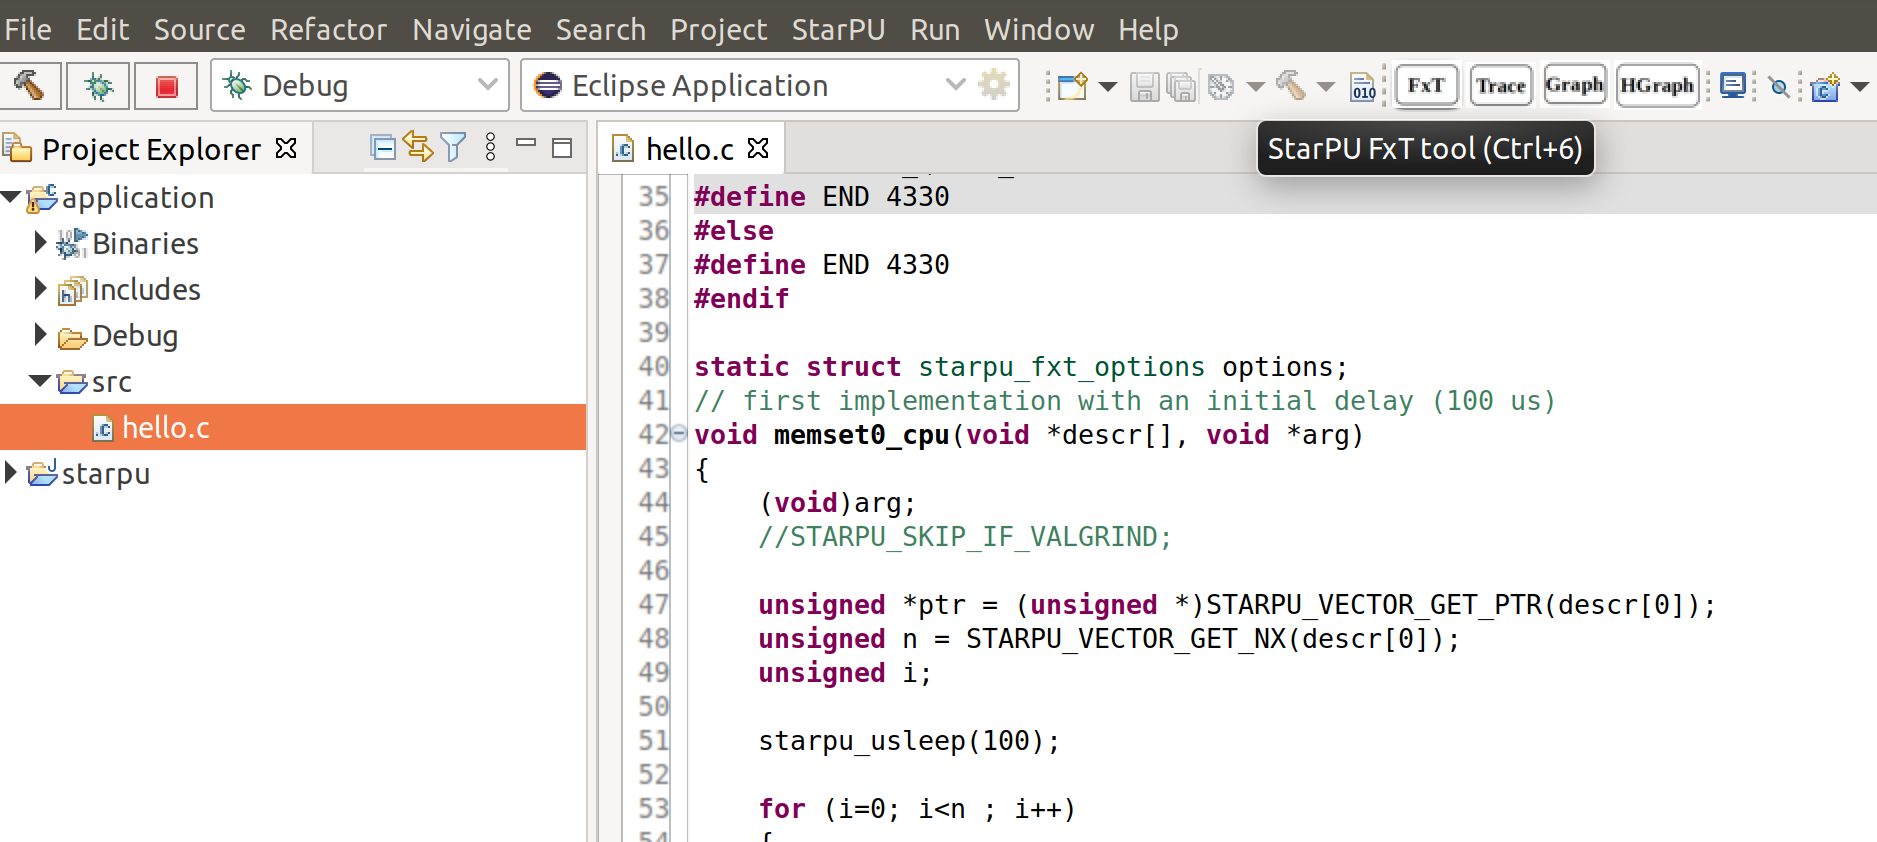 File Edit Source Refactor Navigate Search Project StarPU Run Window Help
Debug Eclipse Application 010 FxT Trace Graph HGraph
Project Explorer hello.c StarPU FxT tool (Ctrl+6)
application
Binaries
Includes
Debug
src
hello.c
starpu
35 #define END 4330
36 #else
37 #define END 4330
38 #endif
39
40 static struct starpu_fxt_options options;
41 // first implementation with an initial delay (100 us)
42 void memset0_cpu(void *descr[], void *arg)
43 {
44 (void)arg;
45 //STARPU_SKIP_IF_VALGRIND;
46
47 unsigned *ptr = (unsigned *)STARPU_VECTOR_GET_PTR(descr[0]);
48 unsigned n = STARPU_VECTOR_GET_NX(descr[0]);
49 unsigned i;
50
51 starpu_usleep(100);
52
53 for (i=0; i<n ; i++)
54 {